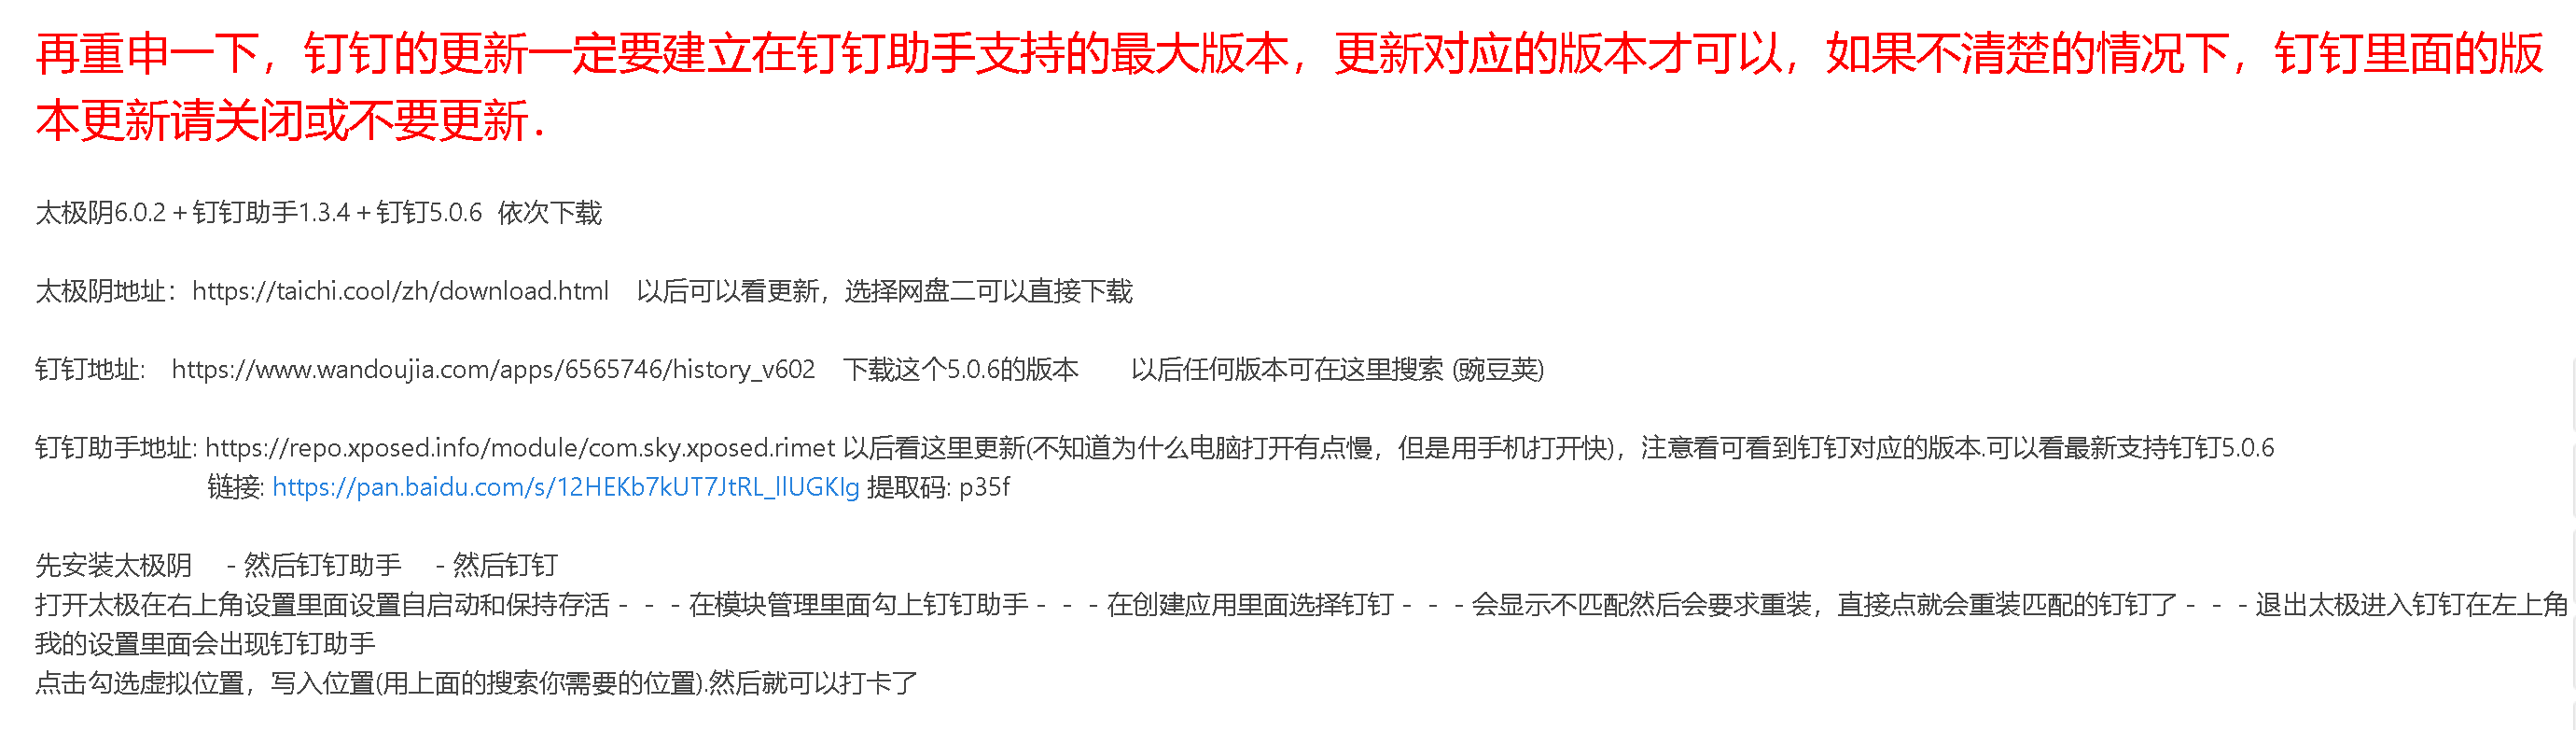 再重申一下，钉钉的更新一定要建立在钉钉助手支持的最大版本，更新对应的版本才可以，如果不清楚的情况下，钉钉里面的版
本更新请关闭或不要更新.
太极阴6.0.2＋钉钉助手1.3.4＋钉钉5.0.6  依次下载
太极阴地址：https://taichi.cool/zh/download.html    以后可以看更新，选择网盘二可以直接下载
钉钉地址:    https://www.wandoujia.com/apps/6565746/history_v602    下载这个5.0.6的版本        以后任何版本可在这里搜索 (豌豆荚)
钉钉助手地址: https://repo.xposed.info/module/com.sky.xposed.rimet 以后看这里更新(不知道为什么电脑打开有点慢，但是用手机打开快)，注意看可看到钉钉对应的版本.可以看最新支持钉钉5.0.6
链接: https://pan.baidu.com/s/12HEKb7kUT7JtRL_llUGKIg 提取码: p35f
先安装太极阴    - 然后钉钉助手    - 然后钉钉
打开太极在右上角设置里面设置自启动和保持存活 - - - 在模块管理里面勾上钉钉助手 - - - 在创建应用里面选择钉钉 - - - 会显示不匹配然后会要求重装，直接点就会重装匹配的钉钉了 - - - 退出太极进入钉钉在左上角
我的设置里面会出现钉钉助手
点击勾选虚拟位置，写入位置(用上面的搜索你需要的位置).然后就可以打卡了